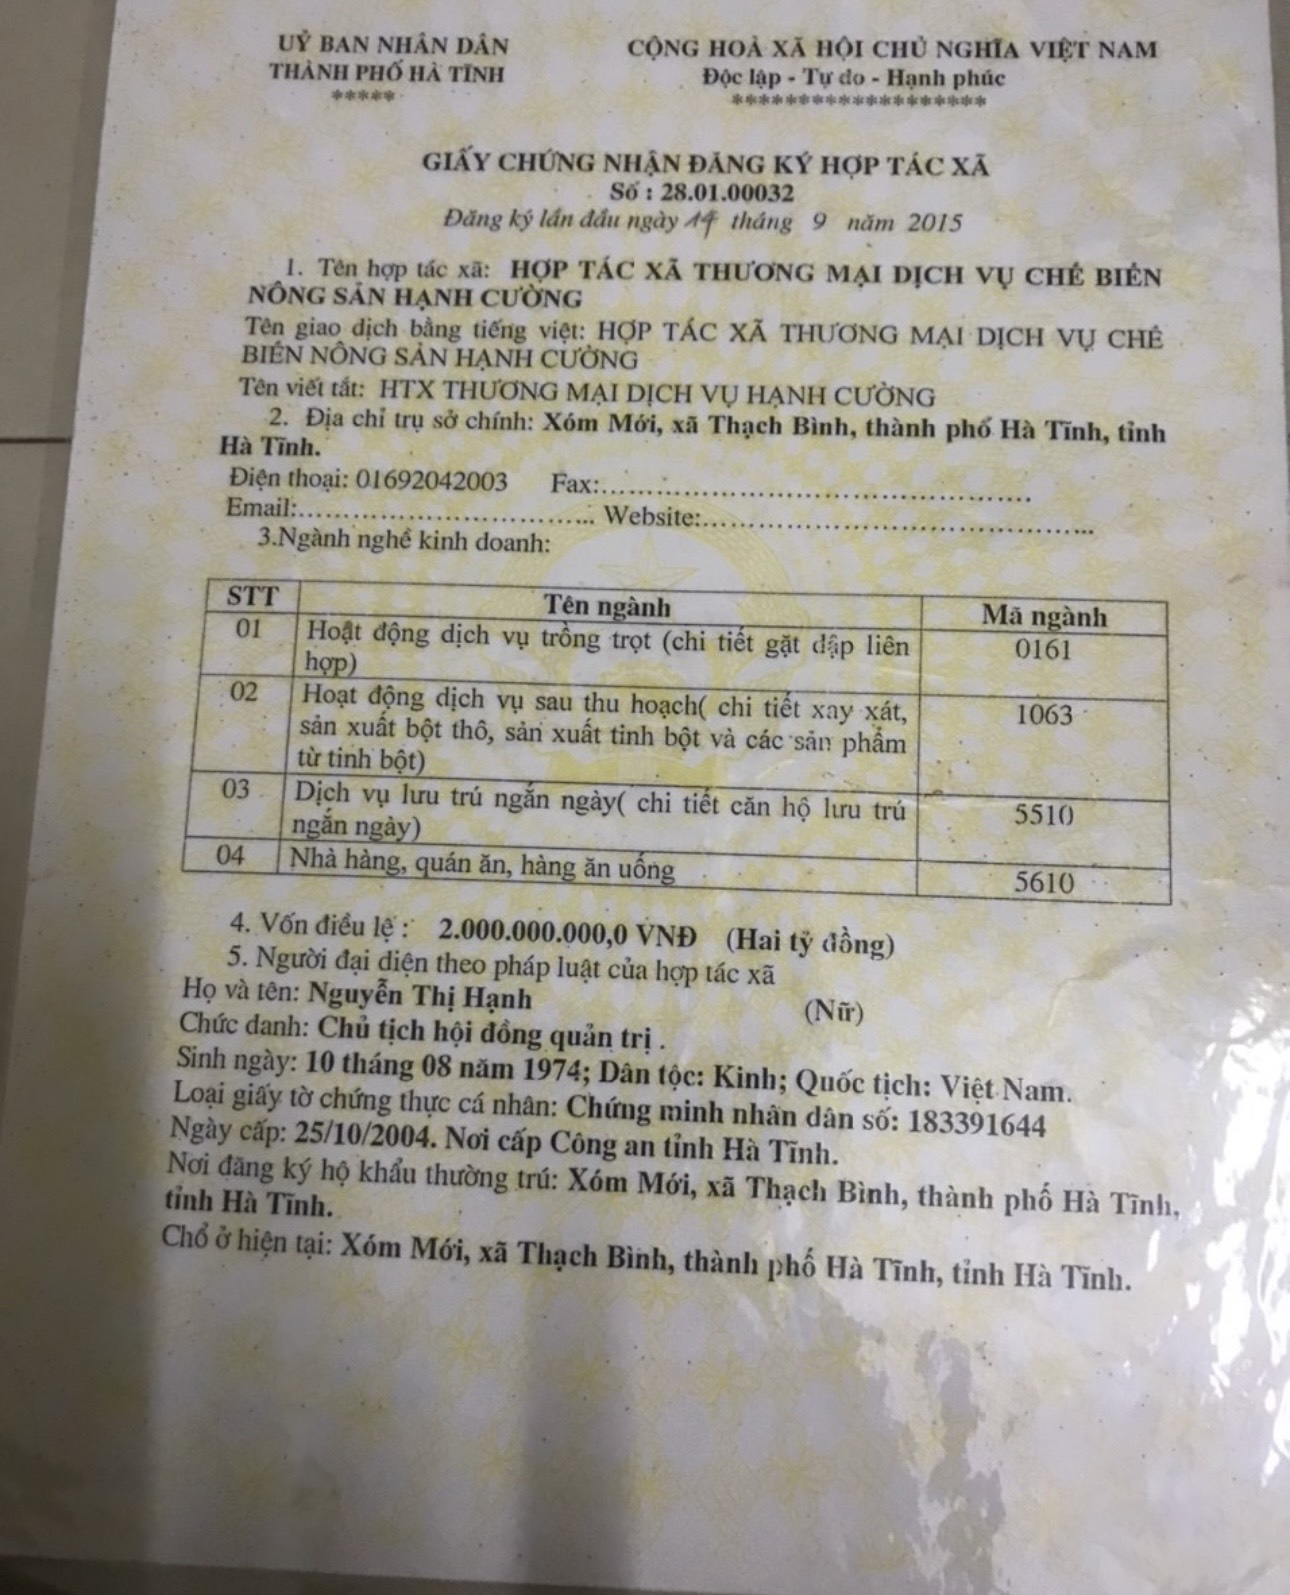 UỶ BAN NHÂN DÂN
THÀNH PHỐ HÀ TĨNH
*****
CỘNG HOÀ XÃ HỘI CHỦ NGHĨA VIỆT NAM
Độc lập - Tự do - Hạnh phúc
*******************
GIẤY CHỨNG NHẬN ĐĂNG KÝ HỢP TÁC XÃ
Số : 28.01.00032
Đăng ký lần đầu ngày tháng 9 năm 2015
1. Tên hợp tác xã: HỢP TÁC XÃ THƯƠNG MẠI DỊCH VỤ CHẾ BIẾN
NÔNG SẢN HẠNH CƯỜNG
Tên giao dịch bằng tiếng việt: HỢP TÁC XÃ THƯƠNG MẠI DỊCH VỤ CHẾ
BIẾN NÔNG SẢN HẠNH CƯỜNG
Tên viết tắt: HTX THƯƠNG MẠI DỊCH VỤ HẠNH CƯỜNG
2. Địa chỉ trụ sở chính: Xóm Mới, xã Thạch Bình, thành phố Hà Tĩnh, tỉnh
Hà Tĩnh.
Điện thoại: 01692042003 Fax:..............................................
Email:................................. Website:...........................................
3.Ngành nghề kinh doanh:
STT Tên ngành Mã ngành
01 Hoạt động dịch vụ trồng trọt (chi tiết gặt đập liên 0161
hợp)
02 Hoạt động dịch vụ sau thu hoạch( chi tiết xay xát, 1063
sản xuất bột thô, sản xuất tinh bột và các sản phẩm
từ tinh bột)
03 Dịch vụ lưu trú ngắn ngày( chi tiết căn hộ lưu trú 5510
ngắn ngày)
04 Nhà hàng, quán ăn, hàng ăn uống 5610
4. Vốn điều lệ : 2.000.000.000,0 VNĐ (Hai tỷ đồng)
5. Người đại diện theo pháp luật của hợp tác xã
Họ và tên: Nguyễn Thị Hạnh (Nữ)
Chức danh: Chủ tịch hội đồng quản trị .
Sinh ngày: 10 tháng 08 năm 1974; Dân tộc: Kinh; Quốc tịch: Việt Nam.
Loại giấy tờ chứng thực cá nhân: Chứng minh nhân dân số: 183391644
Ngày cấp: 25/10/2004. Nơi cấp Công an tỉnh Hà Tĩnh.
Nơi đăng ký hộ khẩu thường trú: Xóm Mới, xã Thạch Bình, thành phố Hà Tĩnh,
tỉnh Hà Tĩnh.
Chổ ở hiện tại: Xóm Mới, xã Thạch Bình, thành phố Hà Tĩnh, tỉnh Hà Tĩnh.